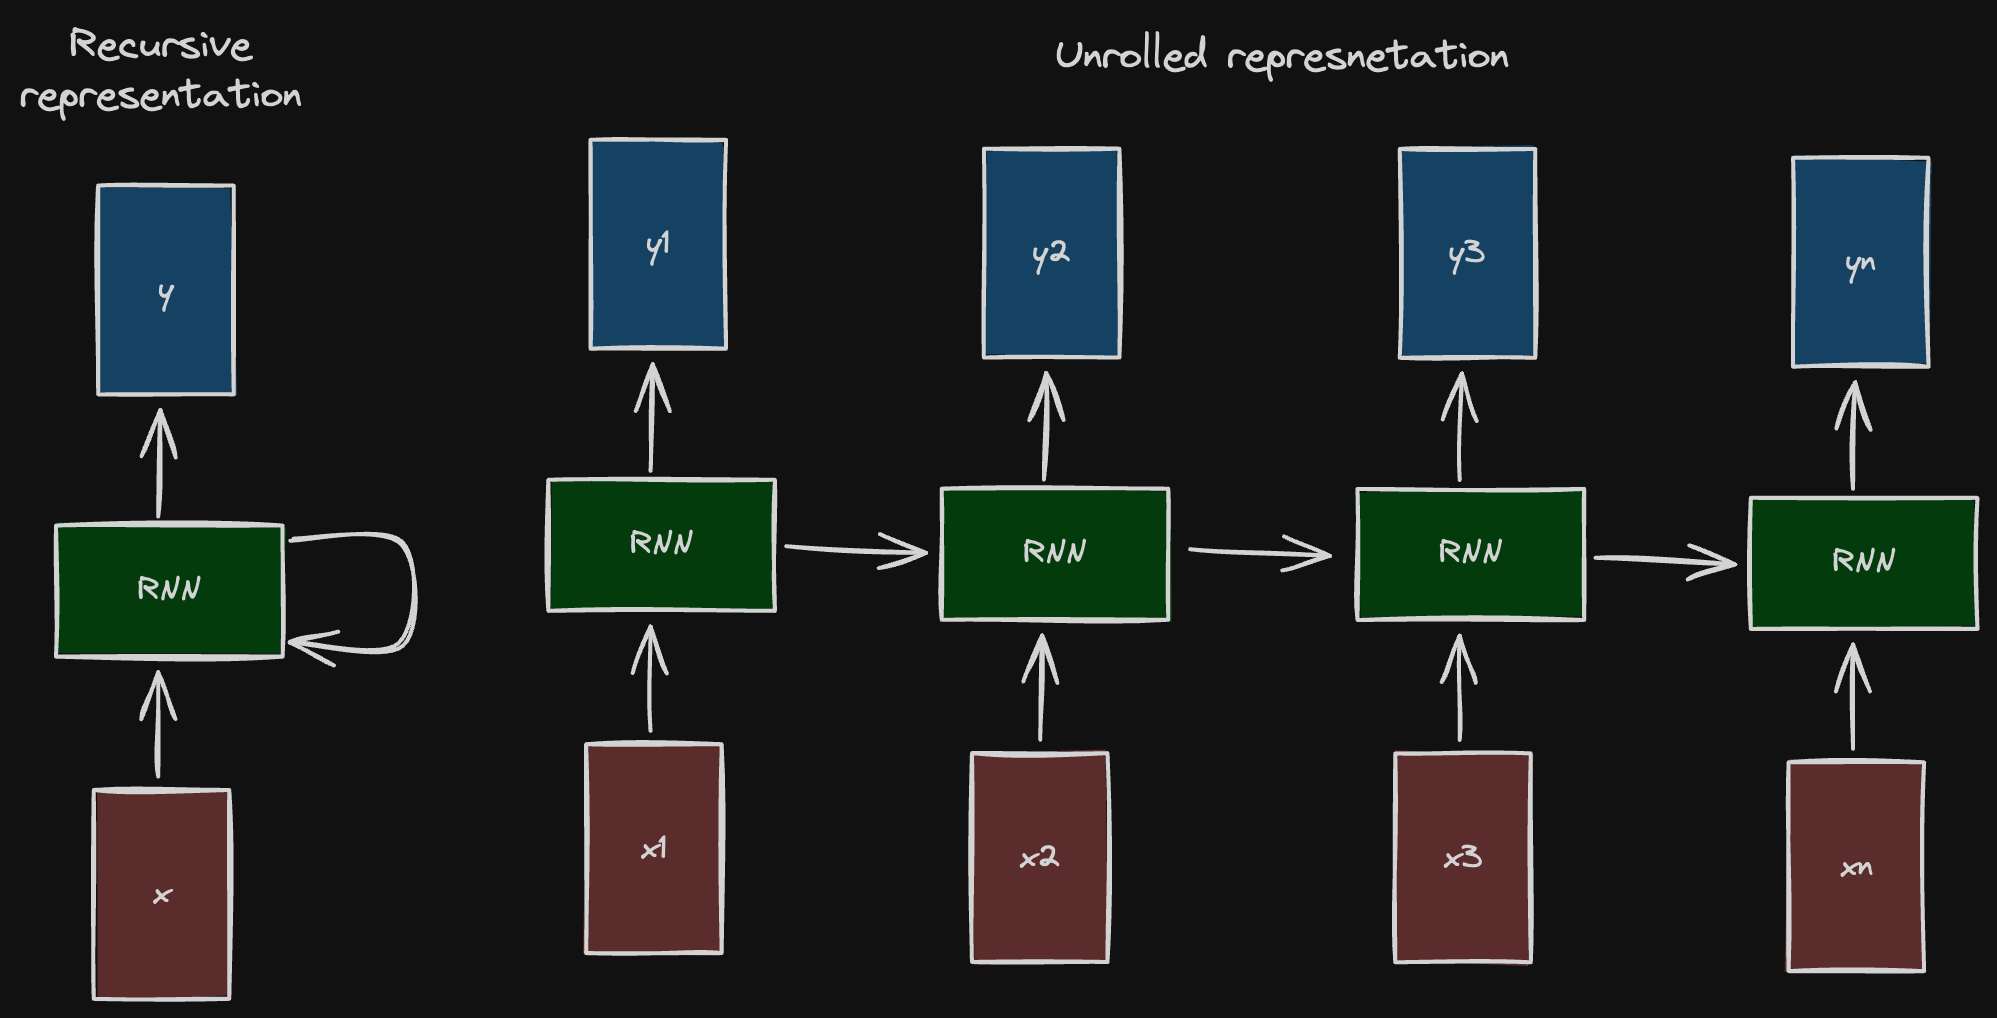 Recursive
representation
Unrolled represnetation
y
y1
y2
y3
yn
RNN
RNN
RNN
RNN
RNN
x
x1
x2
x3
xn